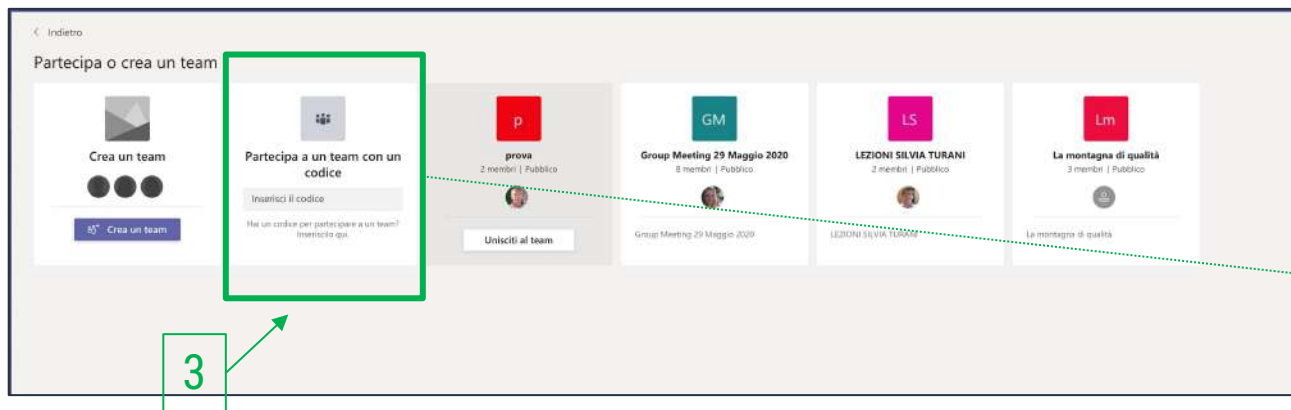 Indietro
Partecipa o crea un team
Crea un team
Crea un team
Partecipa a un team con un
codice
Inserisci il codice
Hai un codice per partecipare a un team?
Inseriscilo qui.
p
prova
2 membri | Pubblico
Unisciti al team
GM
Group Meeting 29 Maggio 2020
8 membri | Pubblico
Group Meeting 29 Maggio 2020
LS
LEZIONI SILVIA TURANI
2 membri | Pubblico
LEZIONI SILVIA TURANI
Lm
La montagna di qualità
3 membri | Pubblico
La montagna di qualità
3